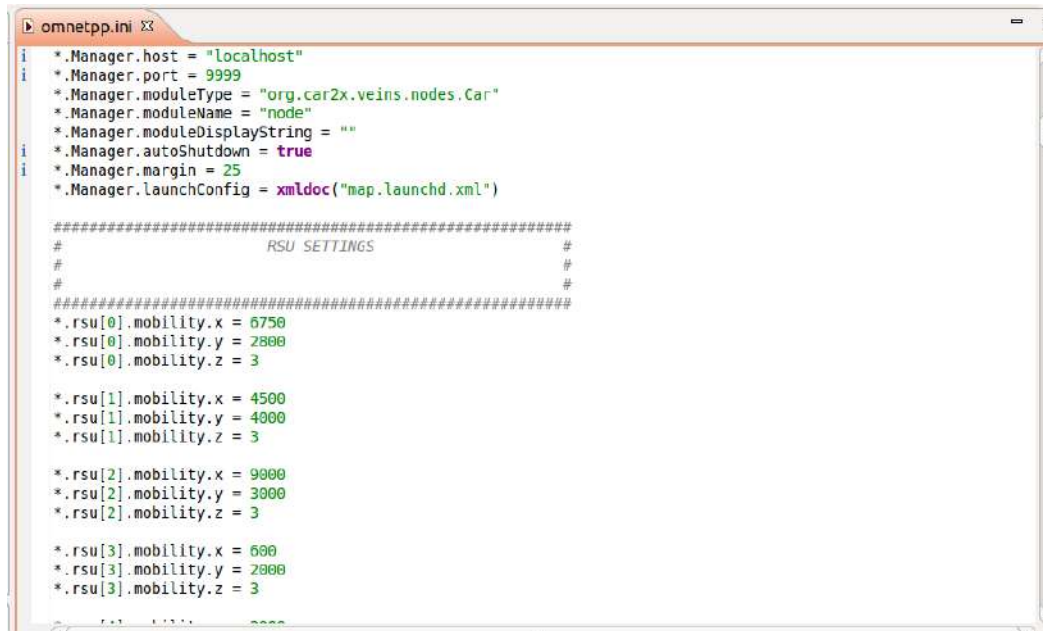 omnetpp.ini
*.Manager.host = "localhost"
*.Manager.port = 9999
*.Manager.moduleType = "org.car2x.veins.nodes.Car"
*.Manager.moduleName = "node"
*.Manager.moduleDisplayString = ""
*.Manager.autoShutdown = true
*.Manager.margin = 25
*.Manager.launchConfig = xmldoc("map.launchd.xml")
##########################################################
# RSU SETTINGS #
# #
# #
##########################################################
*.rsu[0].mobility.x = 6750
*.rsu[0].mobility.y = 2800
*.rsu[0].mobility.z = 3
*.rsu[1].mobility.x = 4500
*.rsu[1].mobility.y = 4000
*.rsu[1].mobility.z = 3
*.rsu[2].mobility.x = 9000
*.rsu[2].mobility.y = 3000
*.rsu[2].mobility.z = 3
*.rsu[3].mobility.x = 600
*.rsu[3].mobility.y = 2000
*.rsu[3].mobility.z = 3